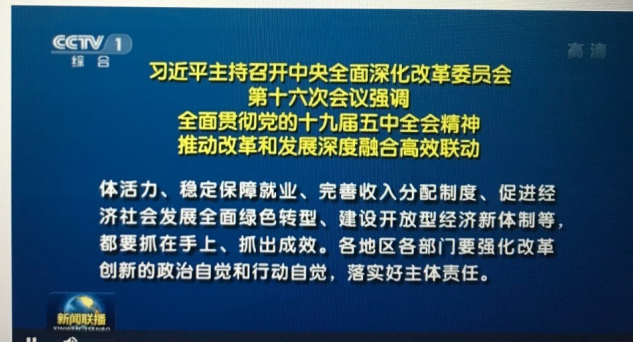 CCTV 1
综合
高清
习近平主持召开中央全面深化改革委员会
第十六次会议强调
全面贯彻党的十九届五中全会精神
推动改革和发展深度融合高效联动
体活力、稳定保障就业、完善收入分配制度、促进经
济社会发展全面绿色转型、建设开放型经济新体制等，
都要抓在手上、抓出成效。各地区各部门要强化改革
创新的政治自觉和行动自觉，落实好主体责任。
新闻联播
XINWEN LIANBO